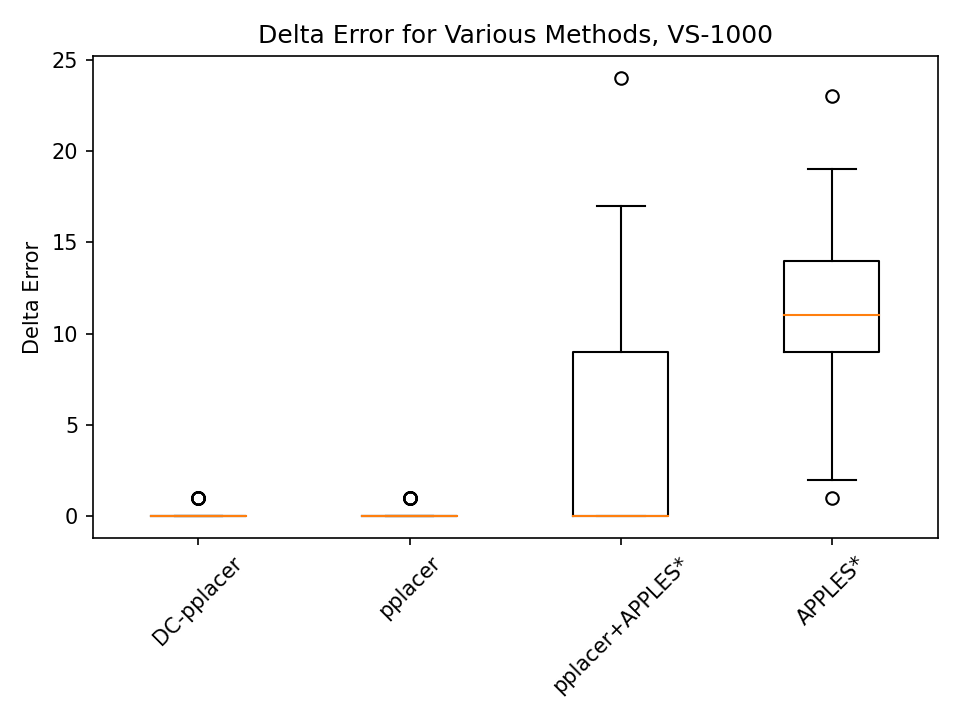 Delta Error for Various Methods, VS-1000
25
20
15
10
5
0
Delta Error
DC-pplacer
pplacer
pplacer+APPLES*
APPLES*